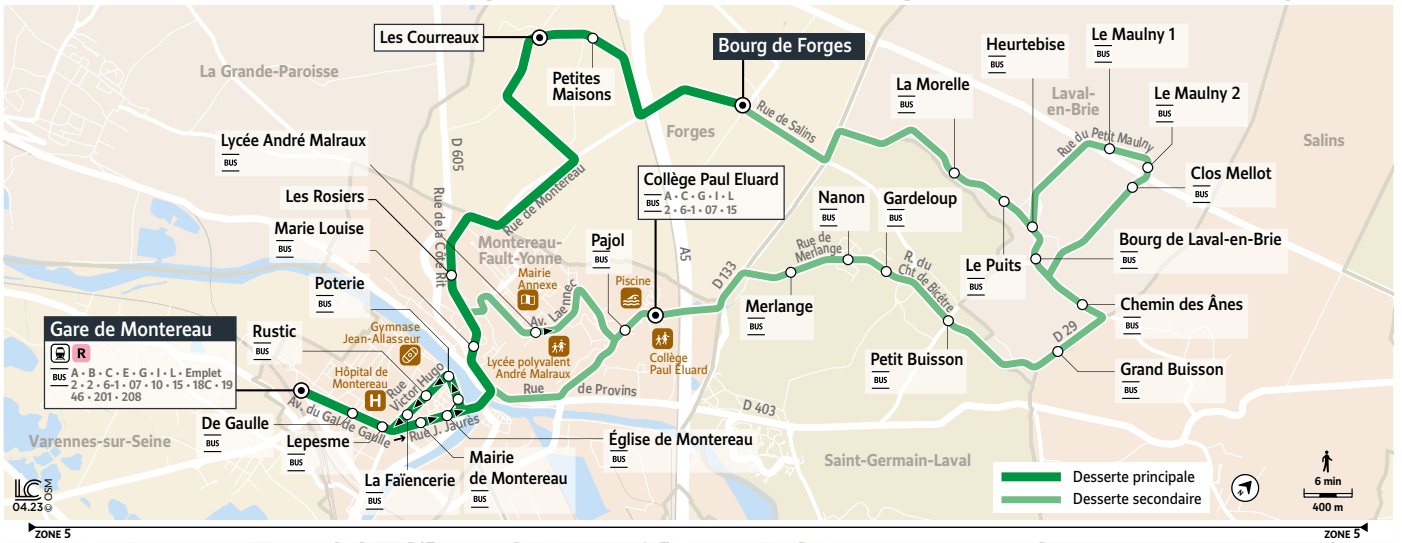 Les Courreaux
Petites
Maisons
Bourg de Forges
Heurtebise
BUS
Le Maulny 1
BUS
La Morelle
BUS
Le Maulny 2
BUS
La Grande-Paroisse
Laval-
en-Brie
Rue de Salins
Forges
Rue du Petit Maulny
Salins
Lycée André Malraux
BUS
D 605
Clos Mellot
BUS
Collège Paul Eluard
BUS A • C • G • I • L
2 • 6-1 • 07 • 15
Les Rosiers
Rue de Montereau
Nanon
BUS
Gardeloup
BUS
Marie Louise
BUS
Rue de la Côte Rit
Montereau-
Fault-Yonne
Pajol
BUS
A5
Rue de
Merlange
Bourg de Laval-en-Brie
BUS
Le Puits
BUS
Poterie
BUS
Mairie
Annexe
Piscine
D133
R. du
Cht de Bicêtre
Merlange
BUS
Chemin des Ânes
BUS
Gare de Montereau
R
BUS A • B • C • E • G • I • L • Emplet
2 • 2 • 6-1 • 07 • 10 • 15 • 18C • 19
46 • 201 • 208
Rustic
BUS
Gymnase
Jean-Allasseur
Av. Laennec
D 29
Lycée polyvalent
André Malraux
Collège
Paul Eluard
Petit Buisson
BUS
Grand Buisson
BUS
Hôpital de
Montereau
H
Rue
Victor Hugo
Rue de Provins
Av. du Gal de Gaulle
Rue J. Jaurès
D 403
De Gaulle
BUS
Lepesme
BUS
Varennes-sur-Seine
Église de Montereau
BUS
Mairie
de Montereau
BUS
La Faïencerie
BUS
Saint-Germain-Laval
Desserte principale
Desserte secondaire
6 min
400 m
LC
04.23 © OSM
ZONE 5
ZONE 5